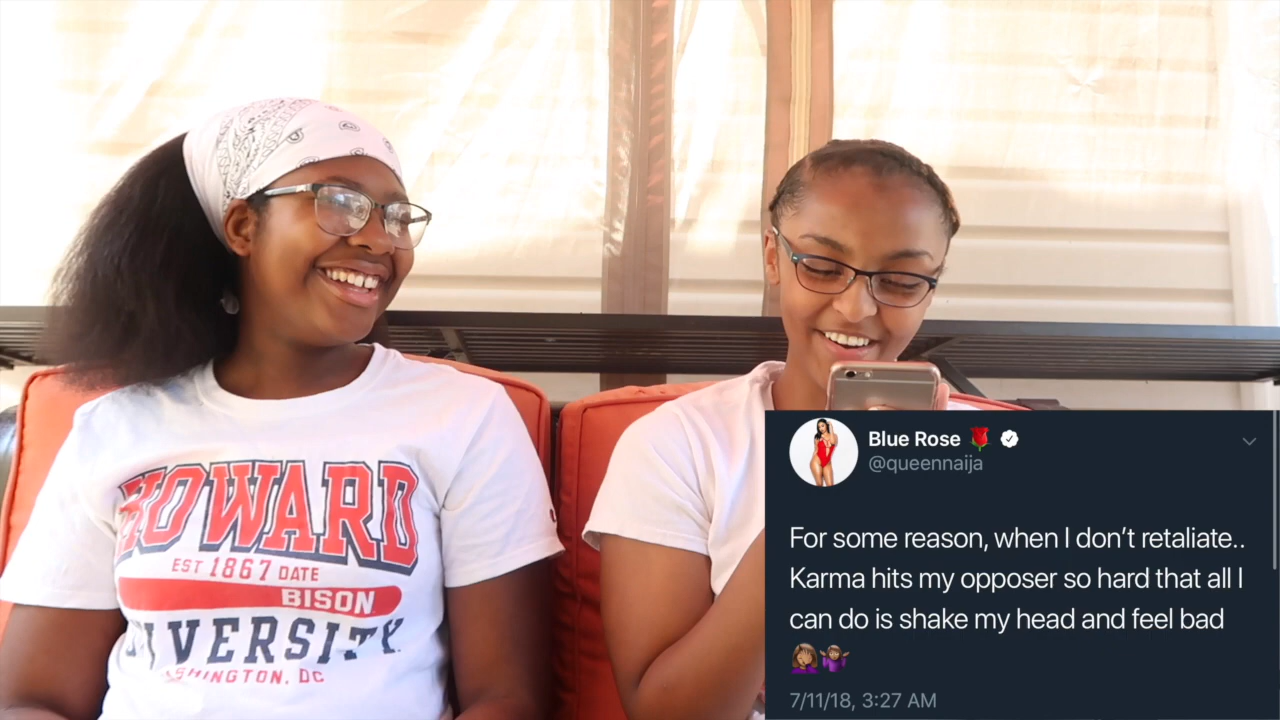 HOWARD
EST 1867 DATE
BISON
UNIVERSITY
WASHINGTON, DC
Blue Rose 🌹
@queennaija
For some reason, when I don’t retaliate..
Karma hits my opposer so hard that all I
can do is shake my head and feel bad
🤦🏾‍♀️🤷🏾‍♀️
7/11/18, 3:27 AM